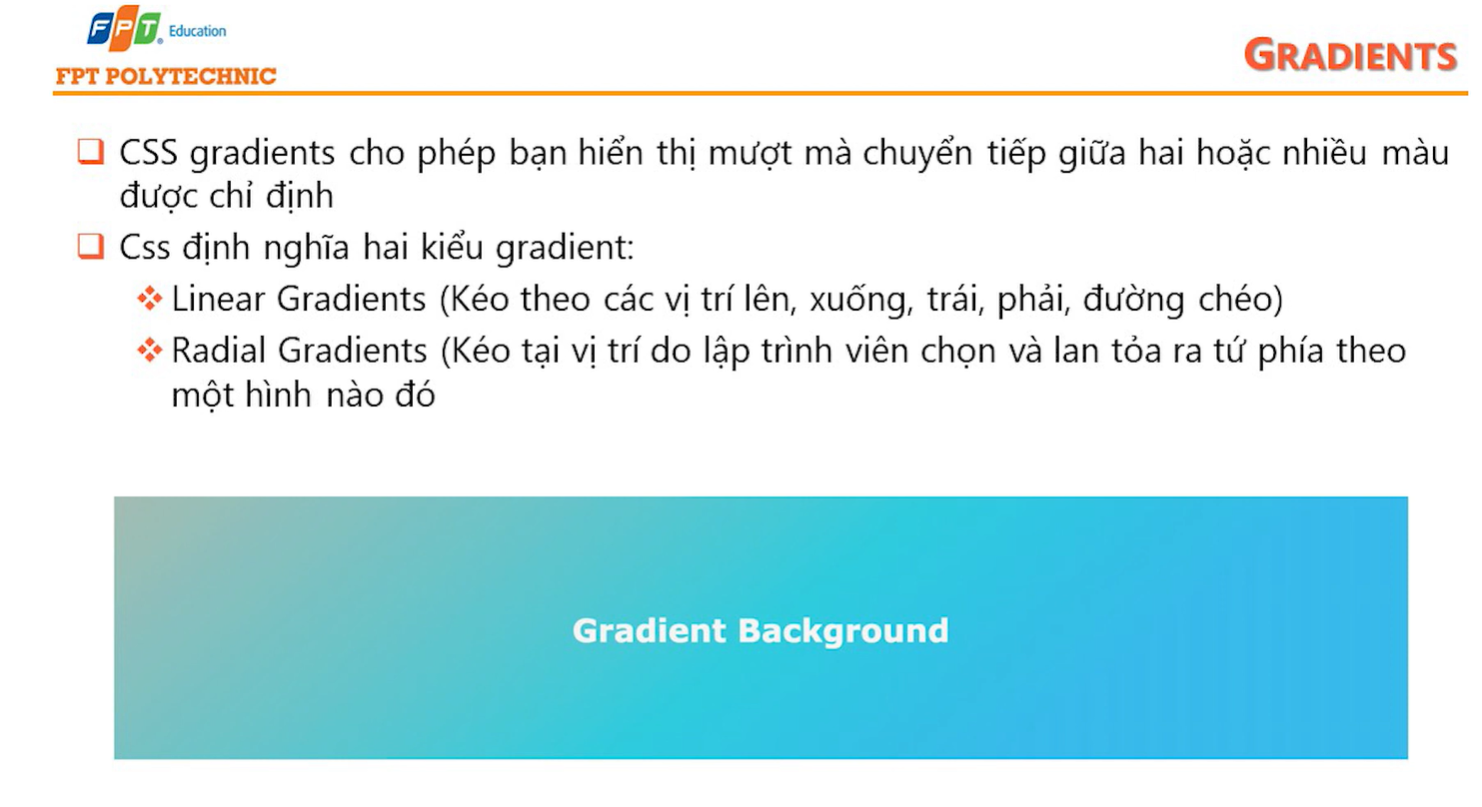 FPT Education
FPT POLYTECHNIC
GRADIENTS
CSS gradients cho phép bạn hiển thị mượt mà chuyển tiếp giữa hai hoặc nhiều màu
được chỉ định
Css định nghĩa hai kiểu gradient:
Linear Gradients (Kéo theo các vị trí lên, xuống, trái, phải, đường chéo)
Radial Gradients (Kéo tại vị trí do lập trình viên chọn và lan tỏa ra tứ phía theo
một hình nào đó
Gradient Background